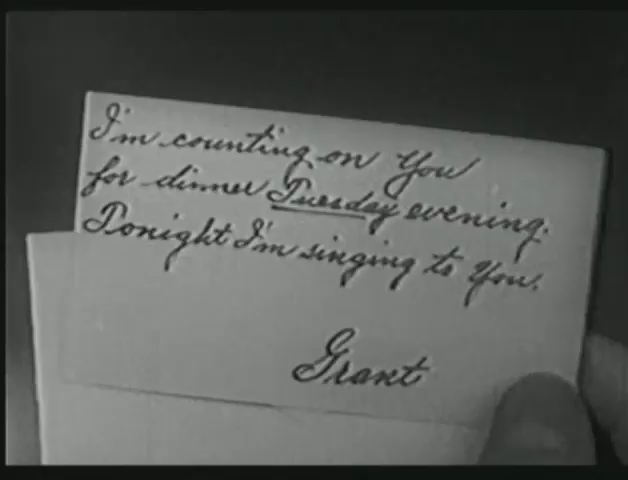 I'm counting on You
for dinner Tuesday evening.
Tonight I'm singing to You.
Grant